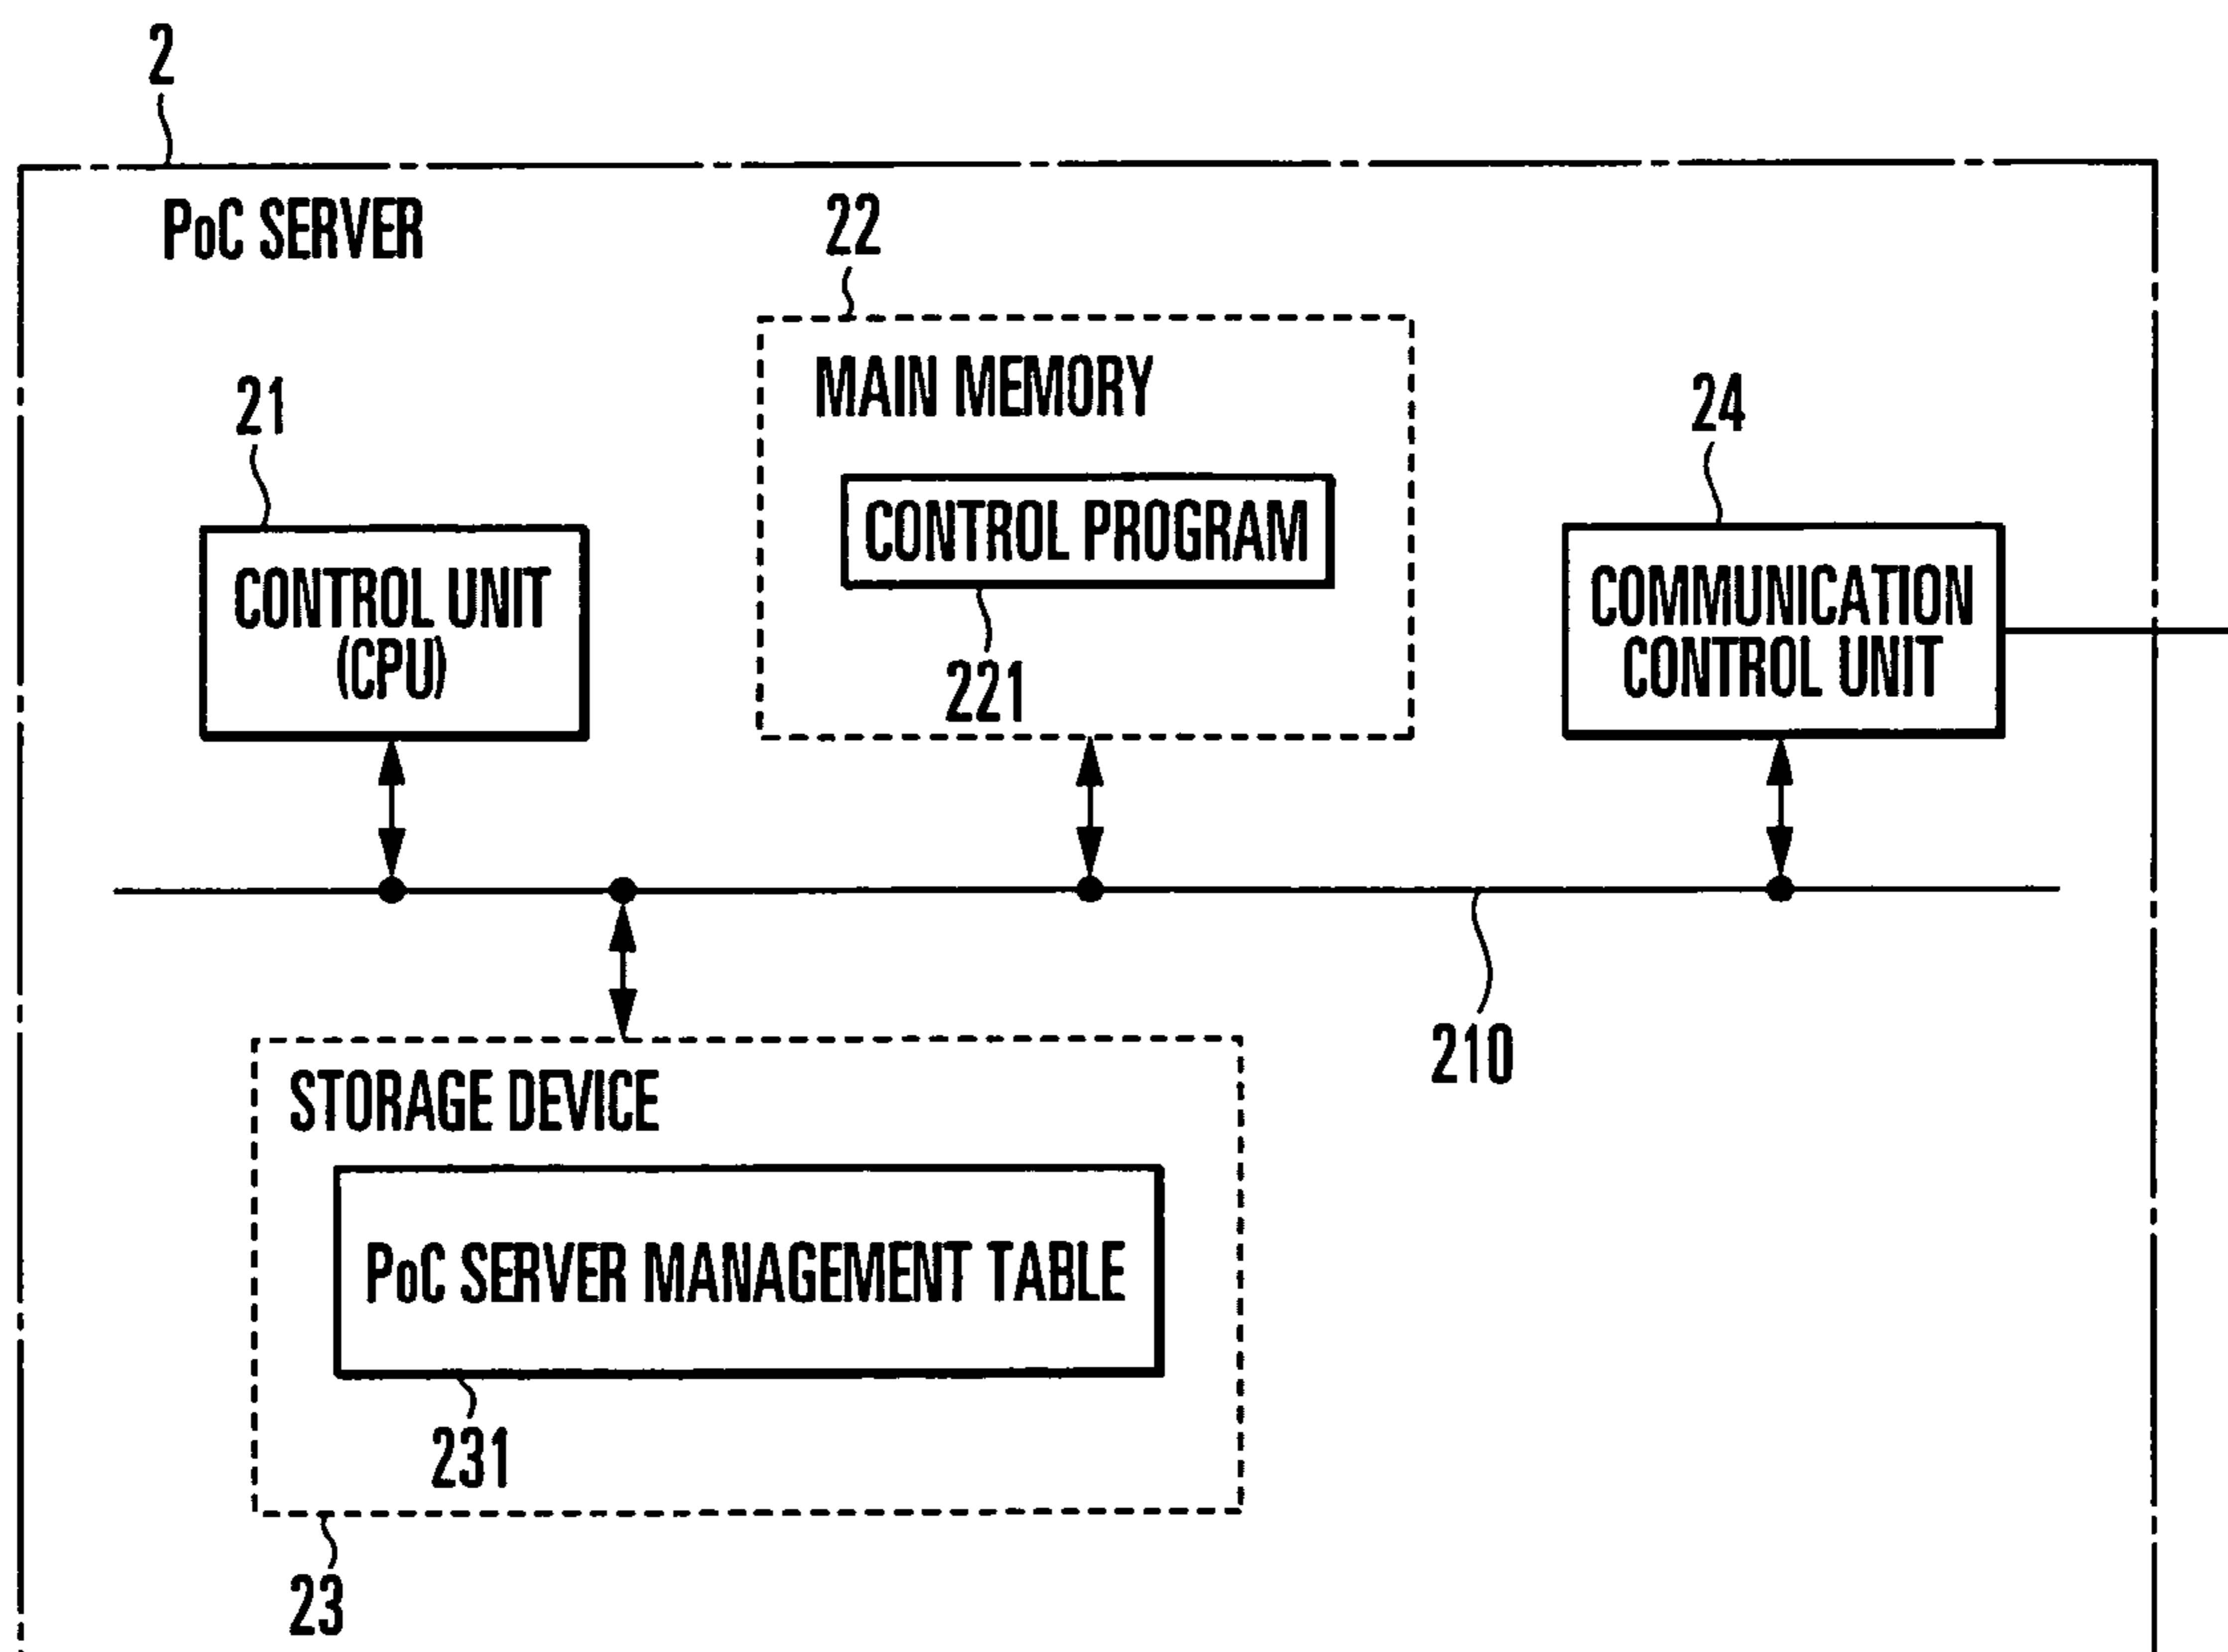 2
PoC SERVER
22
MAIN MEMORY
21
24
CONTROL PROGRAM
CONTROL UNIT
(CPU)
COMMUNICATION
CONTROL UNIT
221
210
STORAGE DEVICE
PoC SERVER MANAGEMENT TABLE
231
23